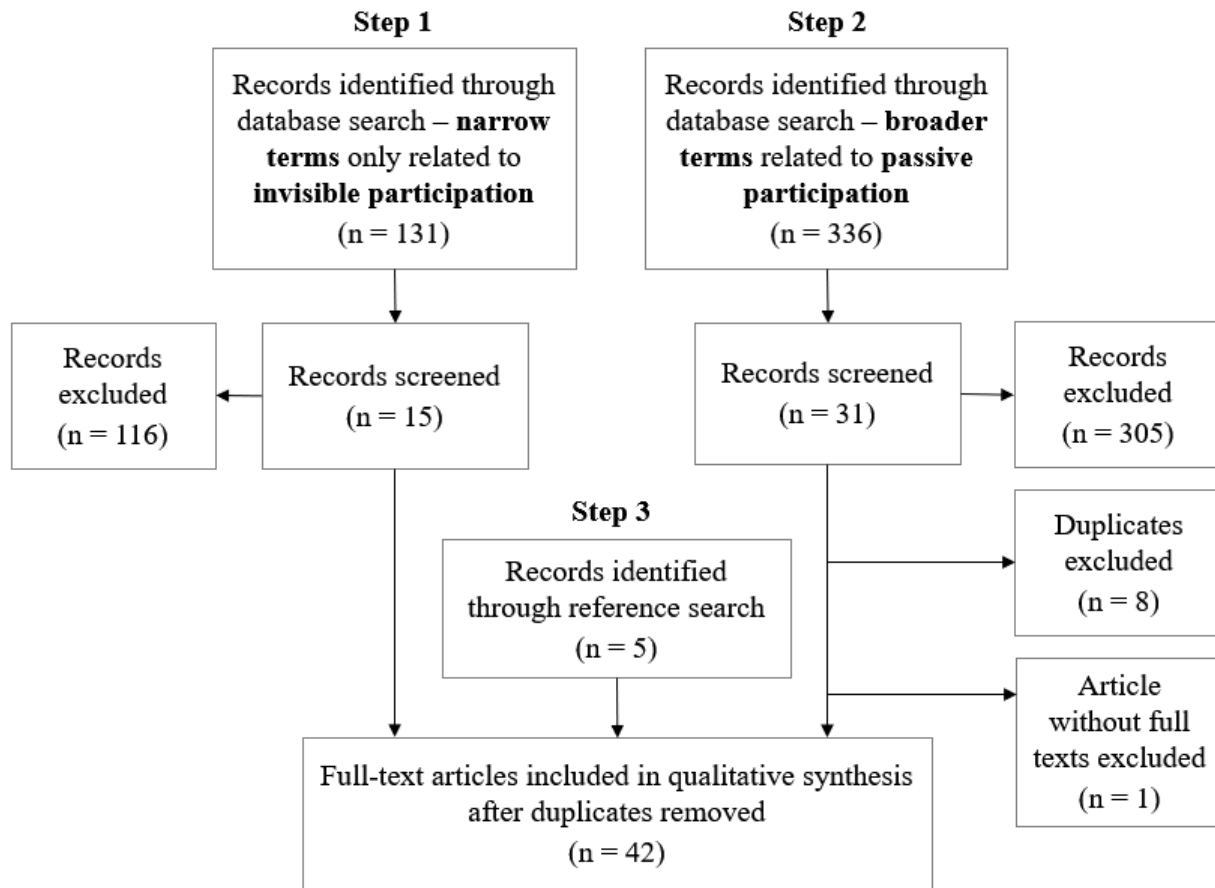 Step 1
Records identified through
database search – narrow
terms only related to
invisible participation
(n = 131)
Step 2
Records identified through
database search – broader
terms related to passive
participation
(n = 336)
Records
excluded
(n = 116)
Records screened
(n = 15)
Records screened
(n = 31)
Records
excluded
(n = 305)
Step 3
Records identified
through reference search
(n = 5)
Duplicates
excluded
(n = 8)
Article
without full
texts excluded
(n = 1)
Full-text articles included in qualitative synthesis
after duplicates removed
(n = 42)